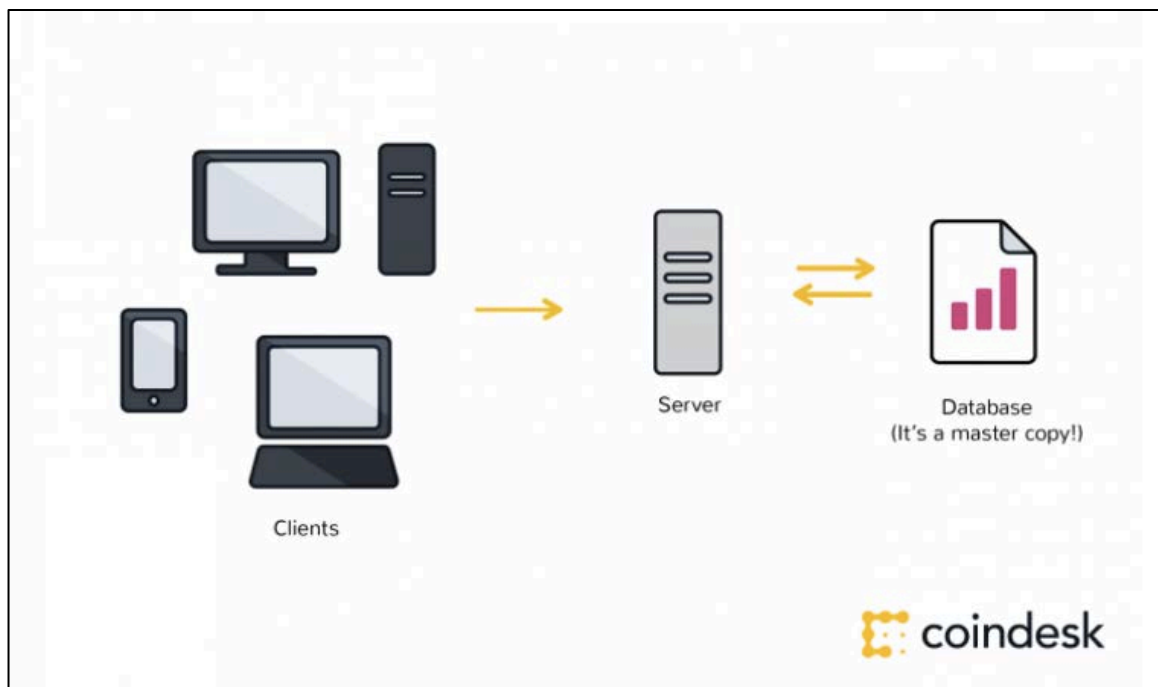 Clients
Server
Database
(It's a master copy!)
coindesk